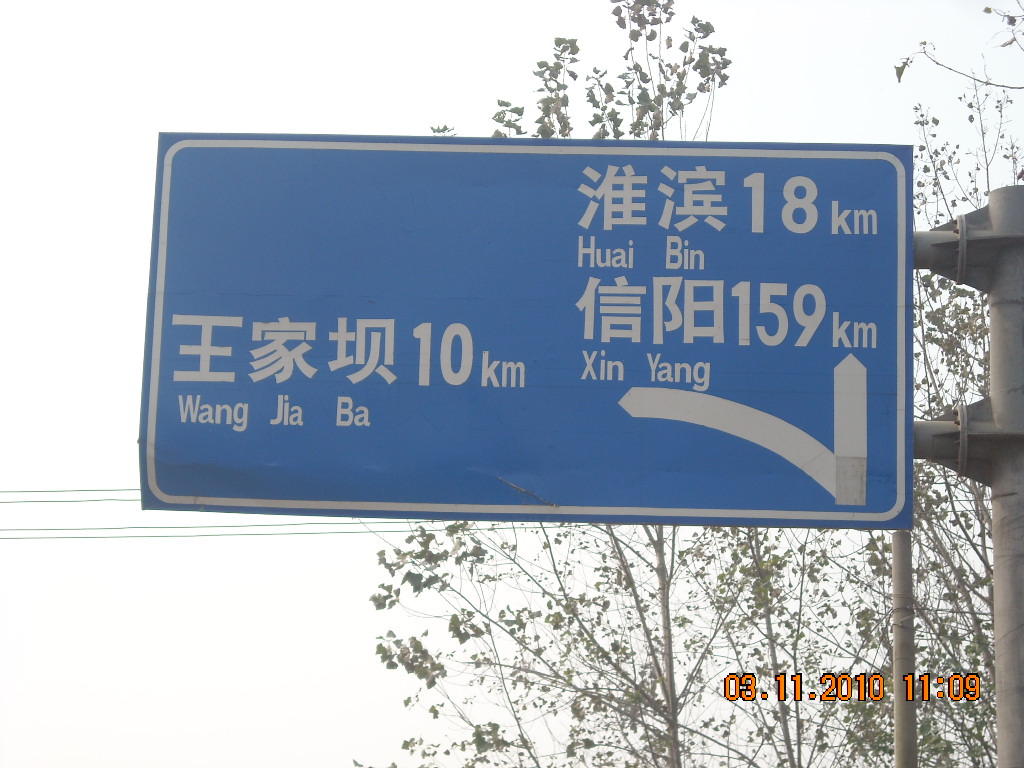 淮滨 18 km
Huai Bin
信阳 159 km
Xin Yang
王家坝 10 km
Wang Jia Ba
03.11.2010 11:09